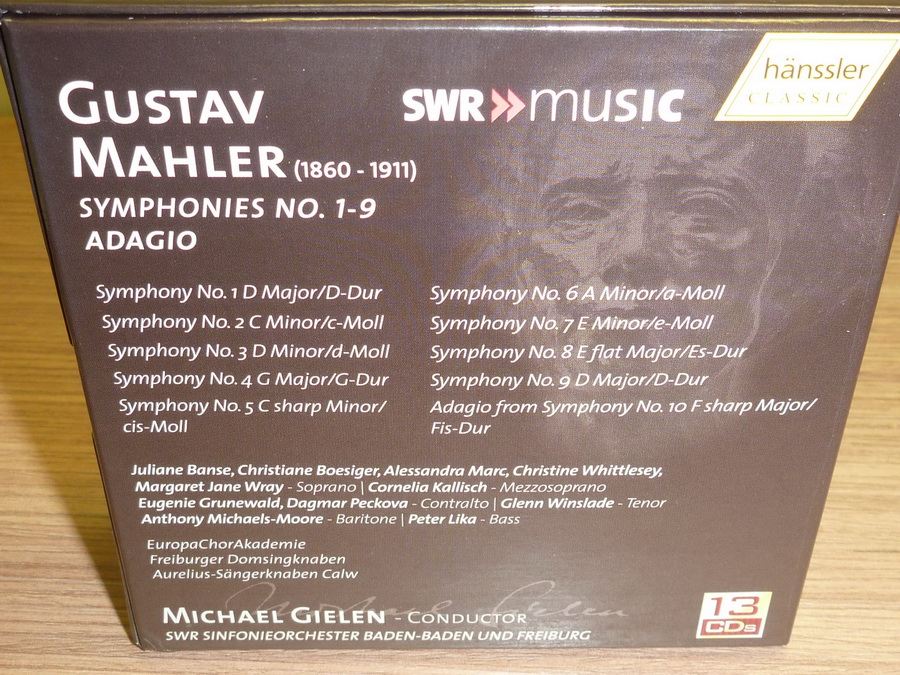 GUSTAV
MAHLER (1860 - 1911)
SYMPHONIES NO. 1-9
ADAGIO
SWR»music
hänssler
CLASSIC
Symphony No. 1 D Major/D-Dur
Symphony No. 2 C Minor/c-Moll
Symphony No. 3 D Minor/d-Moll
Symphony No. 4 G Major/G-Dur
Symphony No. 5 C sharp Minor/
cis-Moll
Symphony No. 6 A Minor/a-Moll
Symphony No. 7 E Minor/e-Moll
Symphony No. 8 E flat Major/Es-Dur
Symphony No. 9 D Major/D-Dur
Adagio from Symphony No. 10 F sharp Major/
Fis-Dur
Juliane Banse, Christiane Boesiger, Alessandra Marc, Christine Whittlesey,
Margaret Jane Wray - Soprano | Cornelia Kallisch - Mezzosoprano
Eugenie Grunewald, Dagmar Peckova - Contralto | Glenn Winslade - Tenor
Anthony Michaels-Moore - Baritone | Peter Lika - Bass
EuropaChorAkademie
Freiburger Domsingknaben
Aurelius-Sängerknaben Calw
Michael Gielen
MICHAEL GIELEN - CONDUCTOR
SWR SINFONIEORCHESTER BADEN-BADEN UND FREIBURG
13
CDs